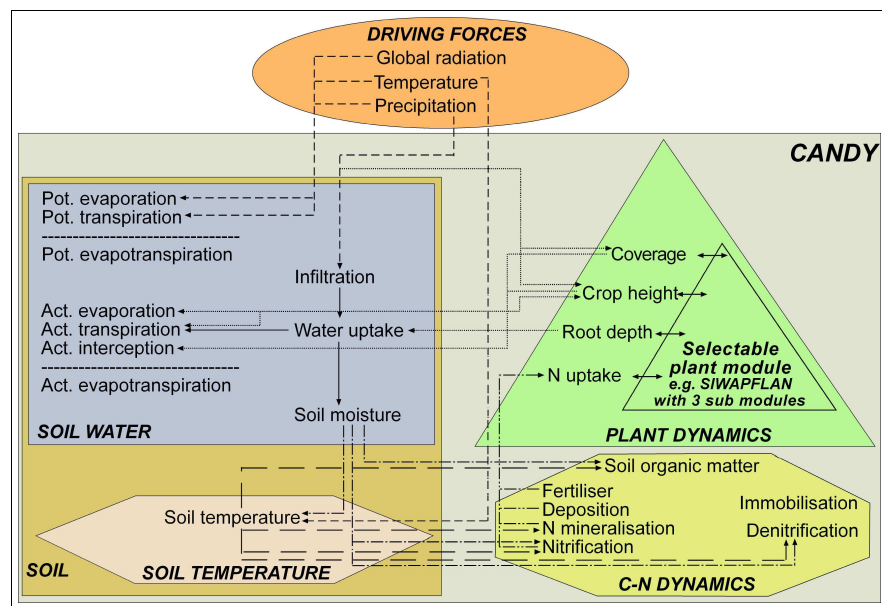 DRIVING FORCES
Global radiation
Temperature
Precipitation
CANDY
Pot. evaporation
Pot. transpiration
Pot. evapotranspiration
Infiltration
Act. evaporation
Act. transpiration
Water uptake
Act. interception
Act. evapotranspiration
Soil moisture
SOIL WATER
Coverage
Crop height
Root depth
N uptake
Selectable
plant module
e.g. SIWAPFLAN
with 3 sub modules
PLANT DYNAMICS
Soil temperature
SOIL
SOIL TEMPERATURE
Soil organic matter
Fertiliser
Deposition
N mineralisation
Nitrification
Immobilisation
Denitrification
C-N DYNAMICS